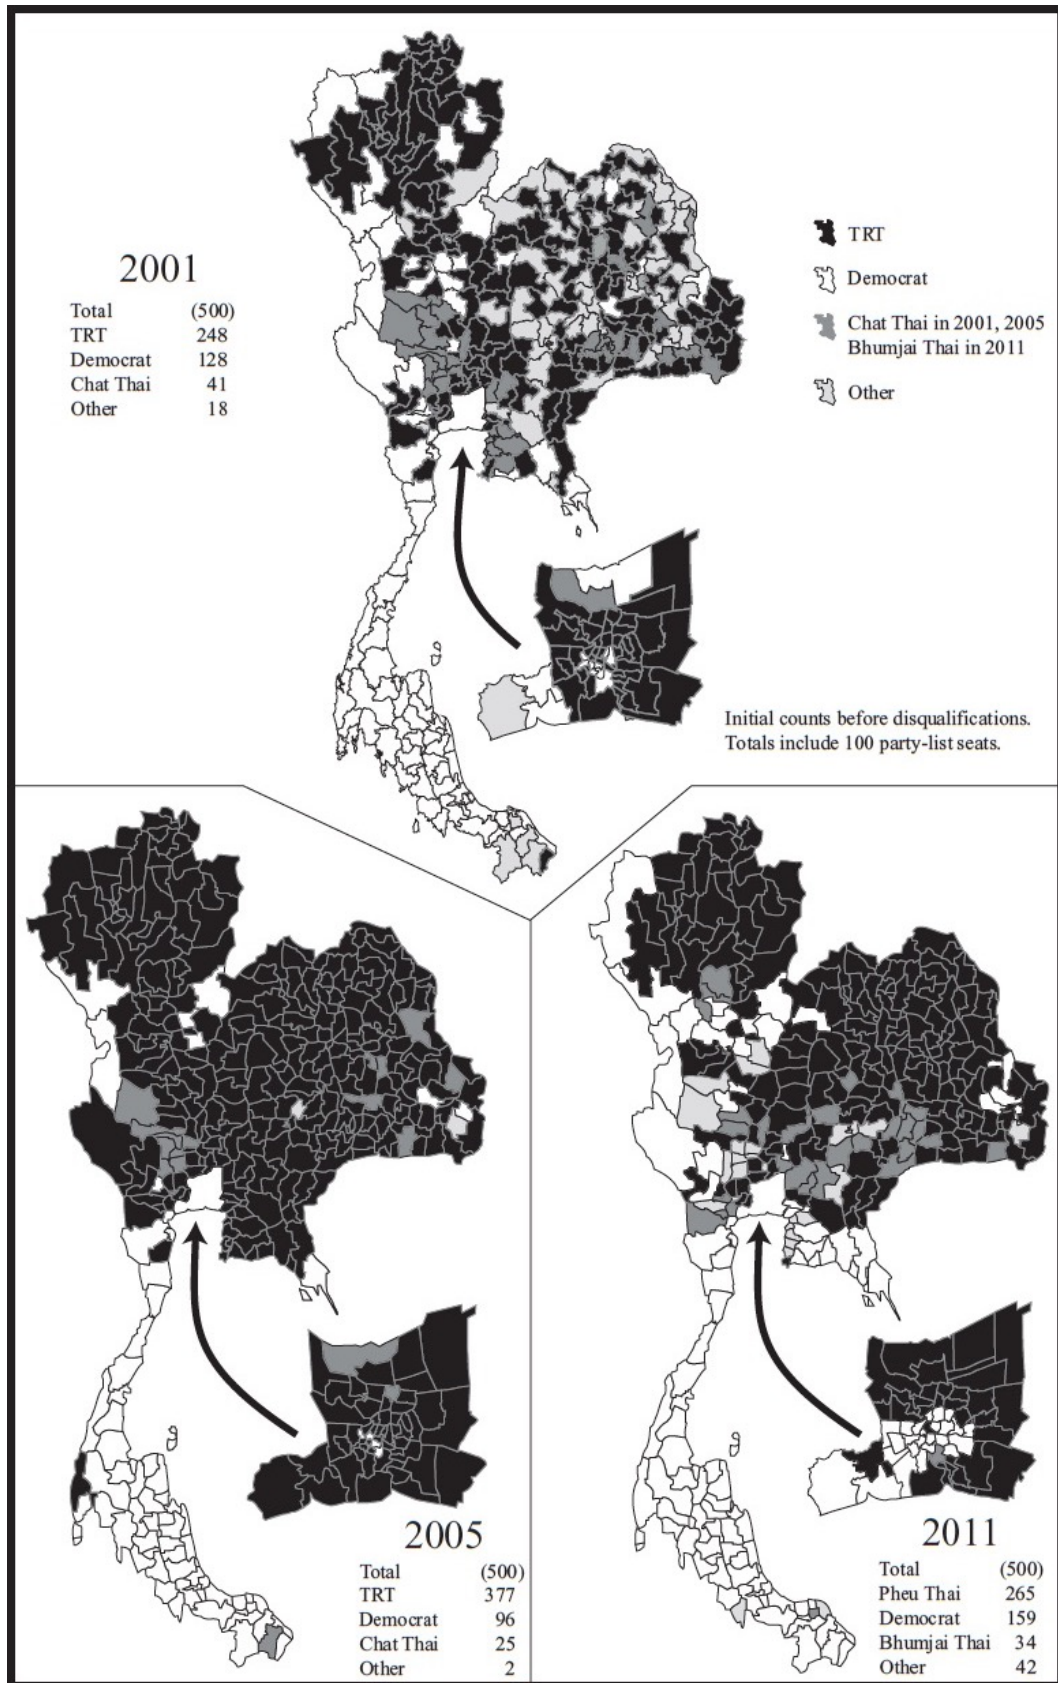 2001
Total (500)
TRT 248
Democrat 128
Chat Thai 41
Other 18
TRT
Democrat
Chat Thai in 2001, 2005
Bhumjai Thai in 2011
Other
Initial counts before disqualifications.
Totals include 100 party-list seats.
2005
Total (500)
TRT 377
Democrat 96
Chat Thai 25
Other 2
2011
Total (500)
Pheu Thai 265
Democrat 159
Bhumjai Thai 34
Other 42